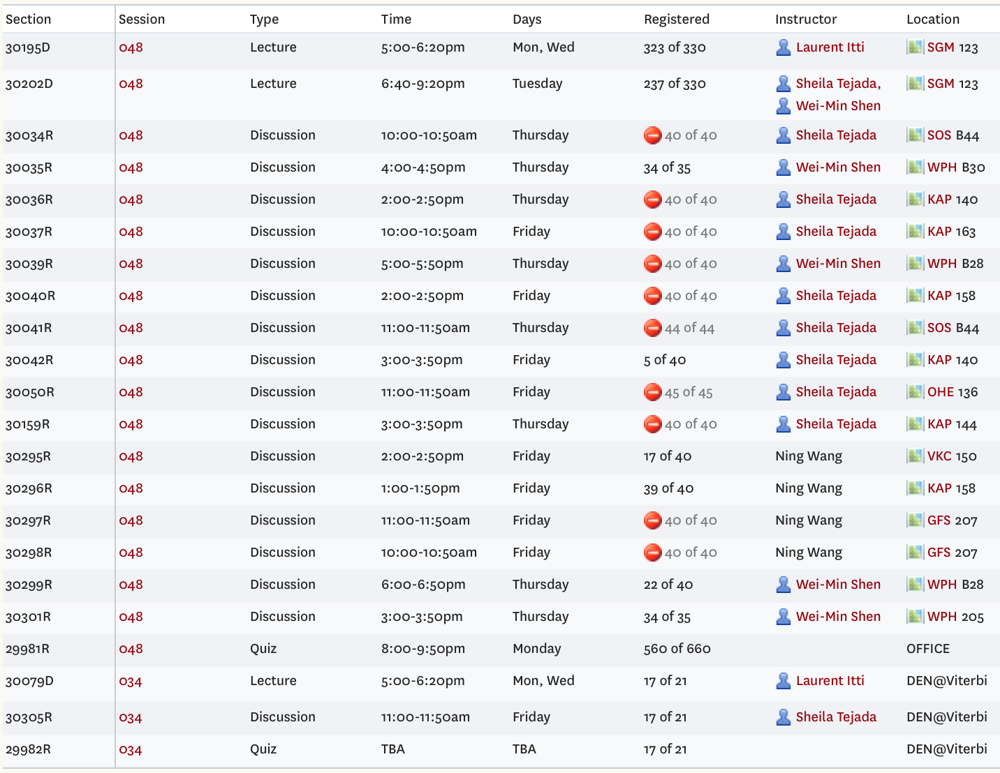 Section Session Type Time Days Registered Instructor Location
30195D 048 Lecture 5:00-6:20pm Mon, Wed 323 of 330 Laurent Itti SGM 123
30202D 048 Lecture 6:40-9:20pm Tuesday 237 of 330 Sheila Tejada, SGM 123
Wei-Min Shen
30034R 048 Discussion 10:00-10:50am Thursday 40 of 40 Sheila Tejada SOS B44
30035R 048 Discussion 4:00-4:50pm Thursday 34 of 35 Wei-Min Shen WPH B30
30036R 048 Discussion 2:00-2:50pm Thursday 40 of 40 Sheila Tejada KAP 140
30037R 048 Discussion 10:00-10:50am Friday 40 of 40 Sheila Tejada KAP 163
30039R 048 Discussion 5:00-5:50pm Thursday 40 of 40 Wei-Min Shen WPH B28
30040R 048 Discussion 2:00-2:50pm Friday 40 of 40 Sheila Tejada KAP 158
30041R 048 Discussion 11:00-11:50am Thursday 44 of 44 Sheila Tejada SOS B44
30042R 048 Discussion 3:00-3:50pm Friday 5 of 40 Sheila Tejada KAP 140
30050R 048 Discussion 11:00-11:50am Friday 45 of 45 Sheila Tejada OHE 136
30159R 048 Discussion 3:00-3:50pm Thursday 40 of 40 Sheila Tejada KAP 144
30295R 048 Discussion 2:00-2:50pm Friday 17 of 40 Ning Wang VKC 150
30296R 048 Discussion 1:00-1:50pm Friday 39 of 40 Ning Wang KAP 158
30297R 048 Discussion 11:00-11:50am Friday 40 of 40 Ning Wang GFS 207
30298R 048 Discussion 10:00-10:50am Friday 40 of 40 Ning Wang GFS 207
30299R 048 Discussion 6:00-6:50pm Thursday 22 of 40 Wei-Min Shen WPH B28
30301R 048 Discussion 3:00-3:50pm Thursday 34 of 35 Wei-Min Shen WPH 205
29981R 048 Quiz 8:00-9:50pm Monday 560 of 660 OFFICE
30079D 034 Lecture 5:00-6:20pm Mon, Wed 17 of 21 Laurent Itti DEN@Viterbi
30305R 034 Discussion 11:00-11:50am Friday 17 of 21 Sheila Tejada DEN@Viterbi
29982R 034 Quiz TBA TBA 17 of 21 DEN@Viterbi